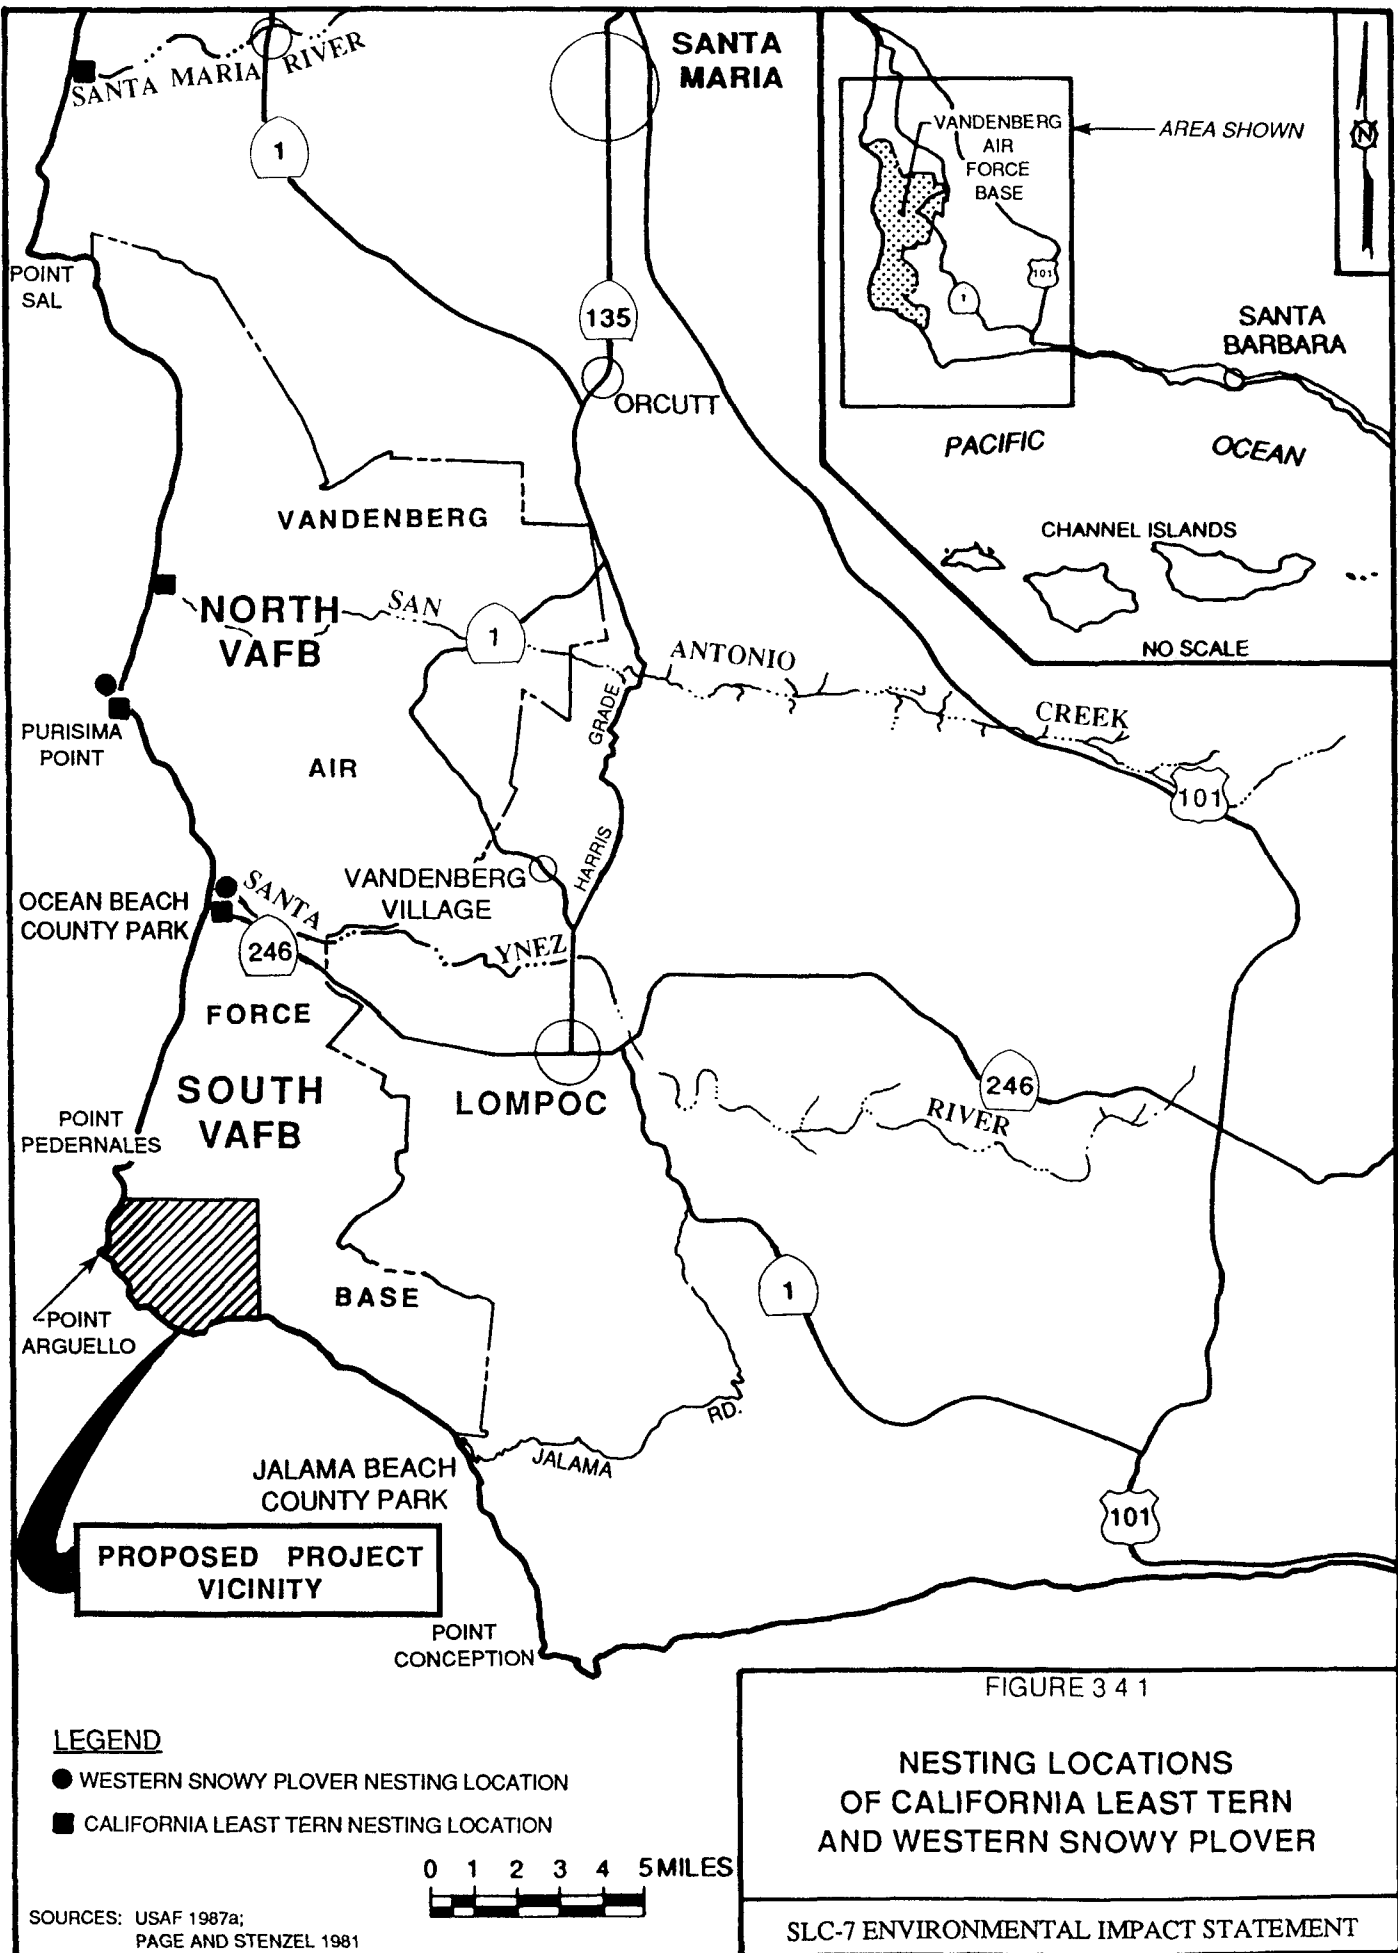 SANTA MARIA RIVER
1
SANTA
MARIA
VANDENBERG
AIR
FORCE
BASE
AREA SHOWN
N
101
1
SANTA
BARBARA
PACIFIC OCEAN
CHANNEL ISLANDS
NO SCALE
POINT
SAL
135
ORCUTT
VANDENBERG
NORTH
VAFB
SAN
1
ANTONIO
CREEK
GRADE
PURISIMA
POINT
AIR
101
HARRIS
VANDENBERG
VILLAGE
OCEAN BEACH
COUNTY PARK
SANTA
246
YNEZ
FORCE
SOUTH
VAFB
LOMPOC
246
RIVER
POINT
PEDERNALES
1
BASE
POINT
ARGUELLO
RD.
JALAMA
JALAMA BEACH
COUNTY PARK
101
PROPOSED PROJECT
VICINITY
POINT
CONCEPTION
LEGEND
WESTERN SNOWY PLOVER NESTING LOCATION
CALIFORNIA LEAST TERN NESTING LOCATION
0 1 2 3 4 5 MILES
SOURCES: USAF 1987a;
PAGE AND STENZEL 1981
FIGURE 3 4 1
NESTING LOCATIONS
OF CALIFORNIA LEAST TERN
AND WESTERN SNOWY PLOVER
SLC-7 ENVIRONMENTAL IMPACT STATEMENT